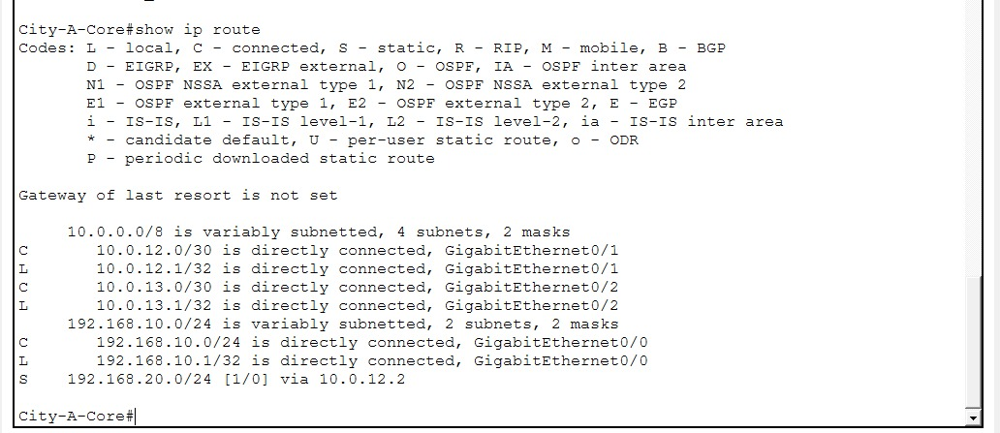 City-A-Core#show ip route
Codes: L - local, C - connected, S - static, R - RIP, M - mobile, B - BGP
       D - EIGRP, EX - EIGRP external, O - OSPF, IA - OSPF inter area
       N1 - OSPF NSSA external type 1, N2 - OSPF NSSA external type 2
       E1 - OSPF external type 1, E2 - OSPF external type 2, E - EGP
       i - IS-IS, L1 - IS-IS level-1, L2 - IS-IS level-2, ia - IS-IS inter area
       * - candidate default, U - per-user static route, o - ODR
       P - periodic downloaded static route
Gateway of last resort is not set
     10.0.0.0/8 is variably subnetted, 4 subnets, 2 masks
C       10.0.12.0/30 is directly connected, GigabitEthernet0/1
L       10.0.12.1/32 is directly connected, GigabitEthernet0/1
C       10.0.13.0/30 is directly connected, GigabitEthernet0/2
L       10.0.13.1/32 is directly connected, GigabitEthernet0/2
     192.168.10.0/24 is variably subnetted, 2 subnets, 2 masks
C       192.168.10.0/24 is directly connected, GigabitEthernet0/0
L       192.168.10.1/32 is directly connected, GigabitEthernet0/0
S    192.168.20.0/24 [1/0] via 10.0.12.2
City-A-Core#